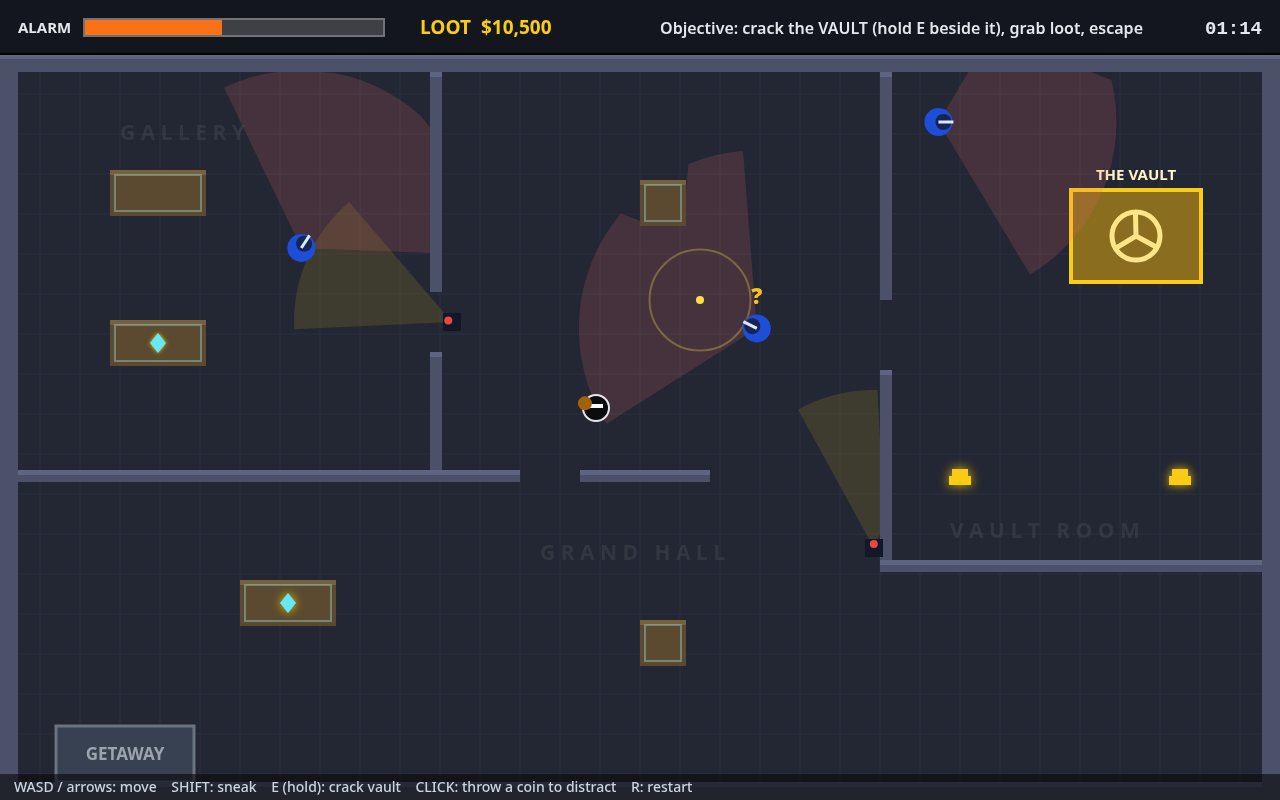 ALARM
LOOT $10,500
Objective: crack the VAULT (hold E beside it), grab loot, escape
01:14
GALLERY
THE VAULT
?
VAULT ROOM
GRAND HALL
GETAWAY
WASD / arrows: move SHIFT: sneak E (hold): crack vault CLICK: throw a coin to distract R: restart